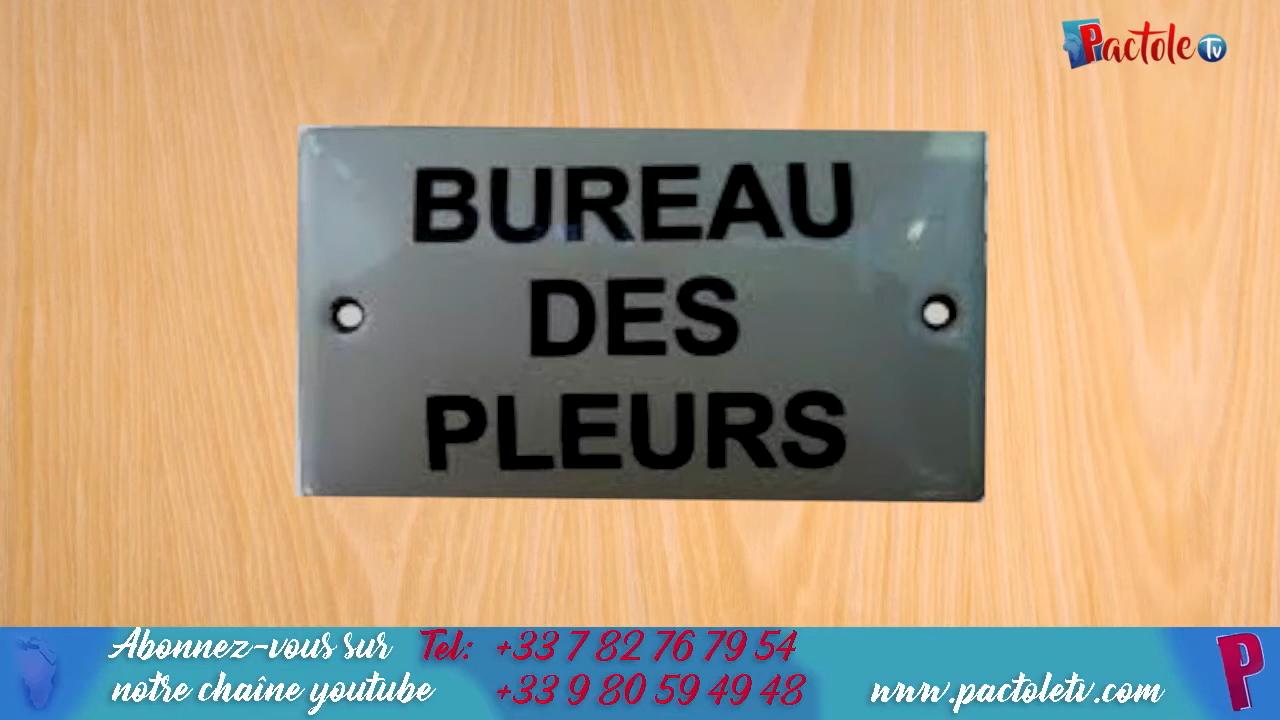 Pactole Tv
BUREAU
DES
PLEURS
Abonnez-vous sur
notre chaîne youtube
Tel: +33 7 82 76 79 54
+33 9 80 59 49 48
www.pactoletv.com
P